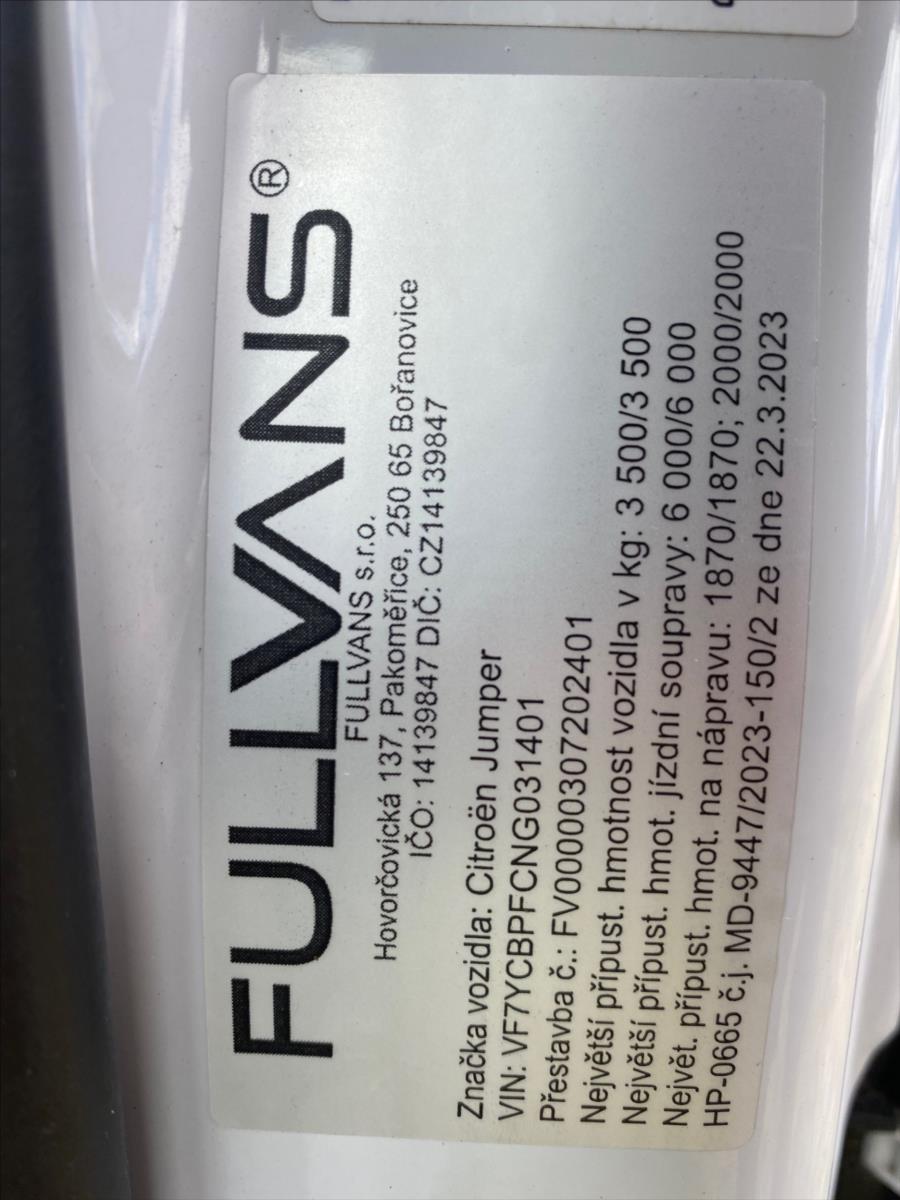 FULLVANS®
FULLVANS s.r.o.
Hovorčovická 137, Pakoměřice, 250 65 Bořanovice
IČO: 14139847 DIČ: CZ14139847
Značka vozidla: Citroën Jumper
VIN: VF7YCBPFCNG031401
Přestavba č.: FV0000307202401
Největší přípust. hmotnost vozidla v kg: 3 500/3 500
Největší přípust. hmot. jízdní soupravy: 6 000/6 000
Největ. přípust. hmot. na nápravu: 1870/1870; 2000/2000
HP-0665 č.j. MD-9447/2023-150/2 ze dne 22.3.2023